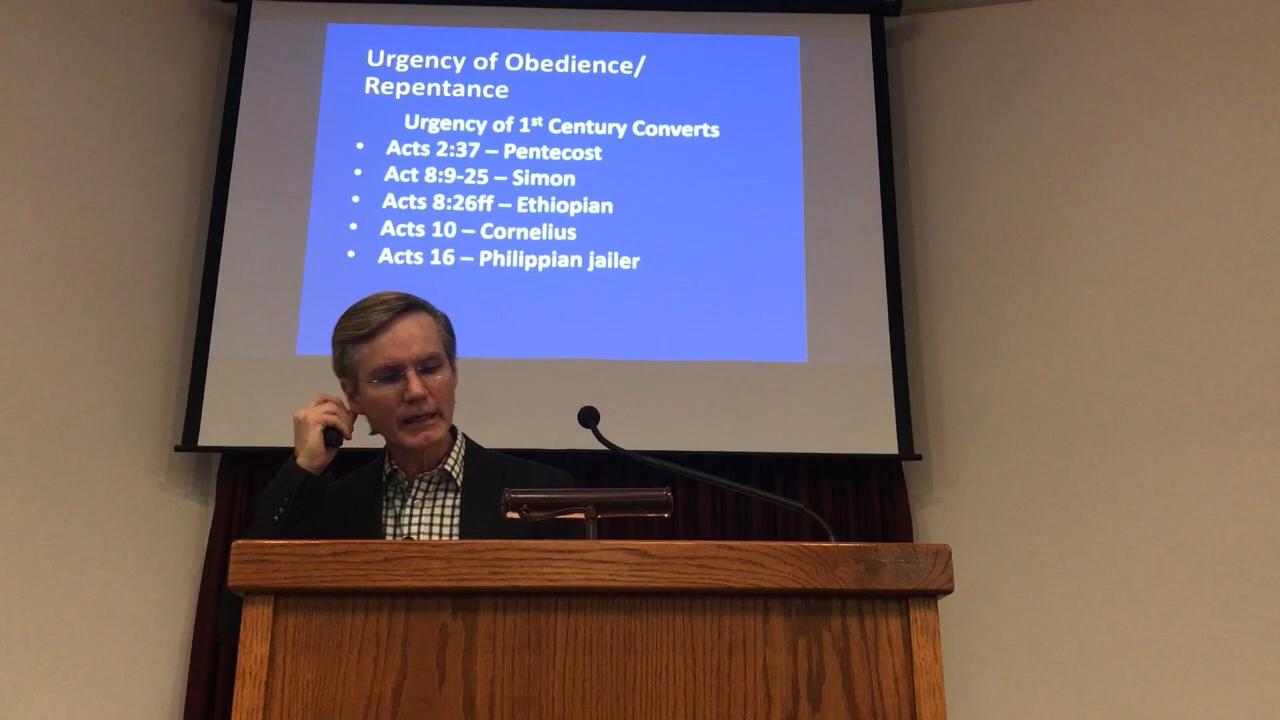 Urgency of Obedience/
Repentance
Urgency of 1st Century Converts
• Acts 2:37 – Pentecost
• Act 8:9-25 – Simon
• Acts 8:26ff – Ethiopian
• Acts 10 – Cornelius
• Acts 16 – Philippian jailer